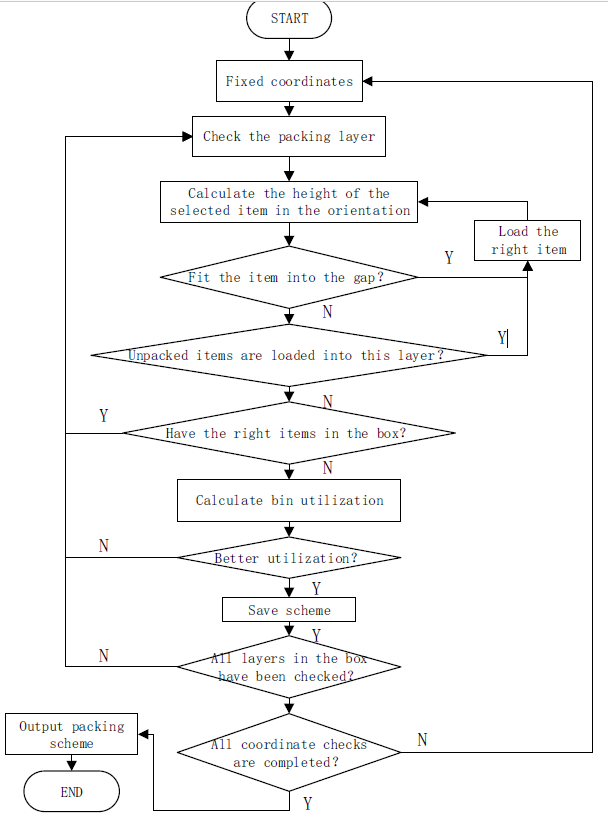 START
Fixed coordinates
Check the packing layer
Calculate the height of the
selected item in the orientation
Load the
right item
Y
Fit the item into the gap?
N
Y
Unpacked items are loaded into this layer?
N
Y
Have the right items in the box?
N
Calculate bin utilization
N
Better utilization?
Y
Save scheme
Y
N
All layers in the box
have been checked?
Output packing
scheme
All coordinate checks
are completed?
N
END
Y